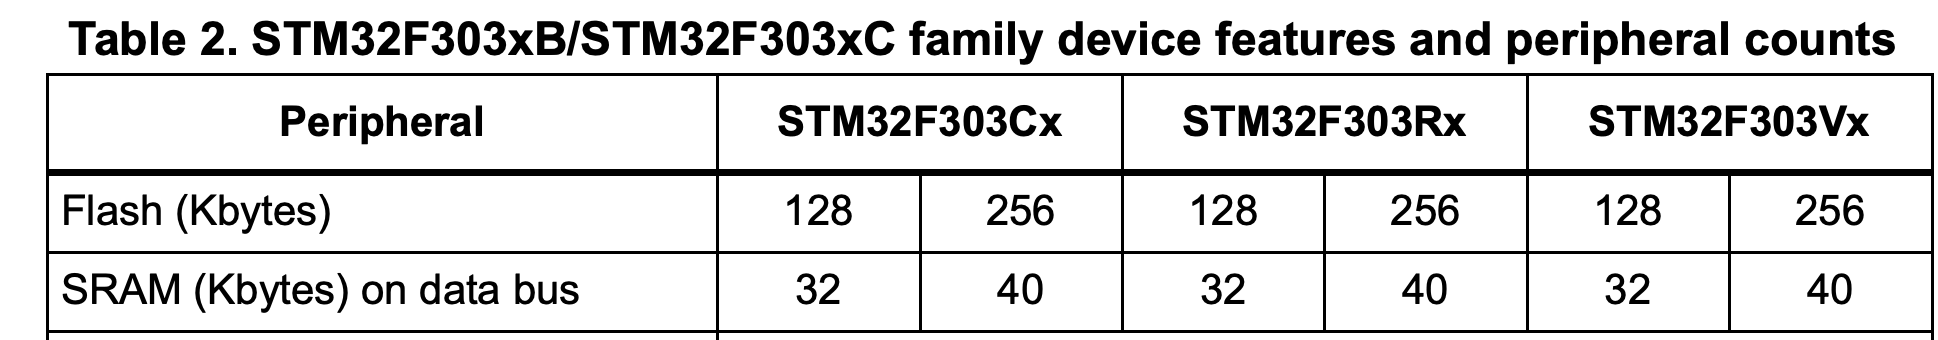 Table 2. STM32F303xB/STM32F303xC family device features and peripheral counts
Peripheral STM32F303Cx STM32F303Rx STM32F303Vx
Flash (Kbytes) 128 256 128 256 128 256
SRAM (Kbytes) on data bus 32 40 32 40 32 40